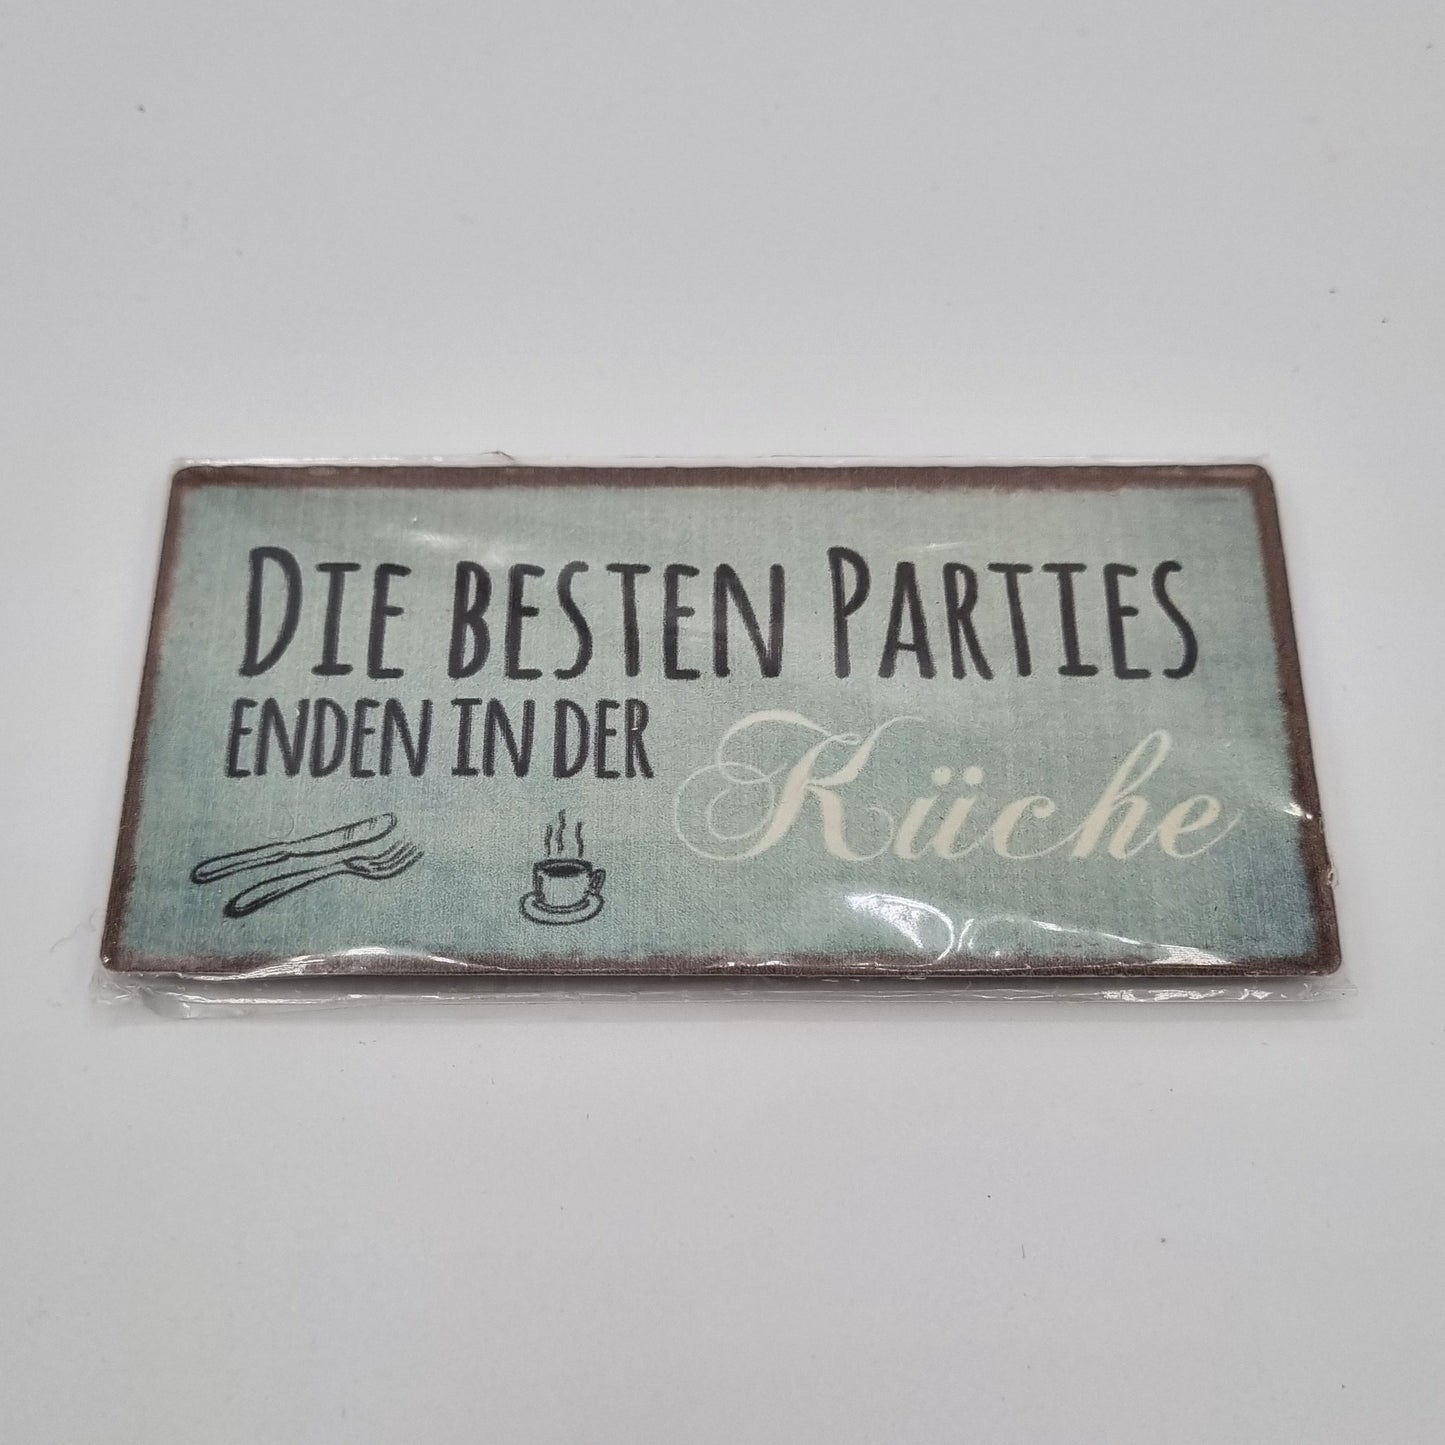 DIE BESTEN PARTIES
ENDEN IN DER
Küche